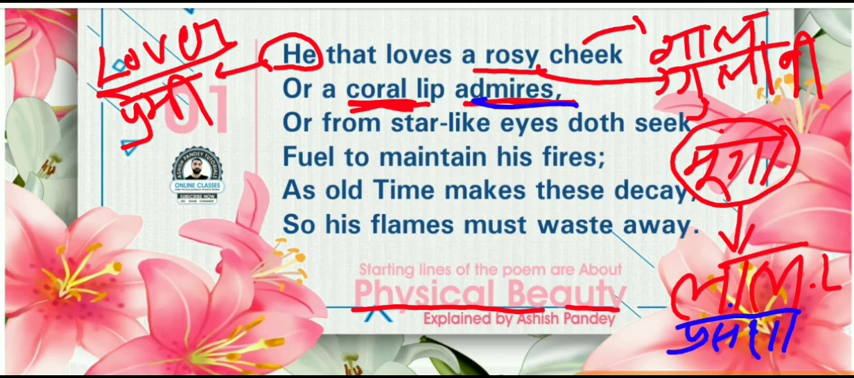 Lover
प्रेमी
01
He that loves a rosy cheek
Or a coral lip admires,
Or from star-like eyes doth seek
Fuel to maintain his fires;
As old Time makes these decay,
So his flames must waste away.
ONLINE CLASSES
Starting lines of the poem are About
Physical Beauty
Explained by Ashish Pandey
गाल
गुलाबी
मूंगा
प्रशंसा